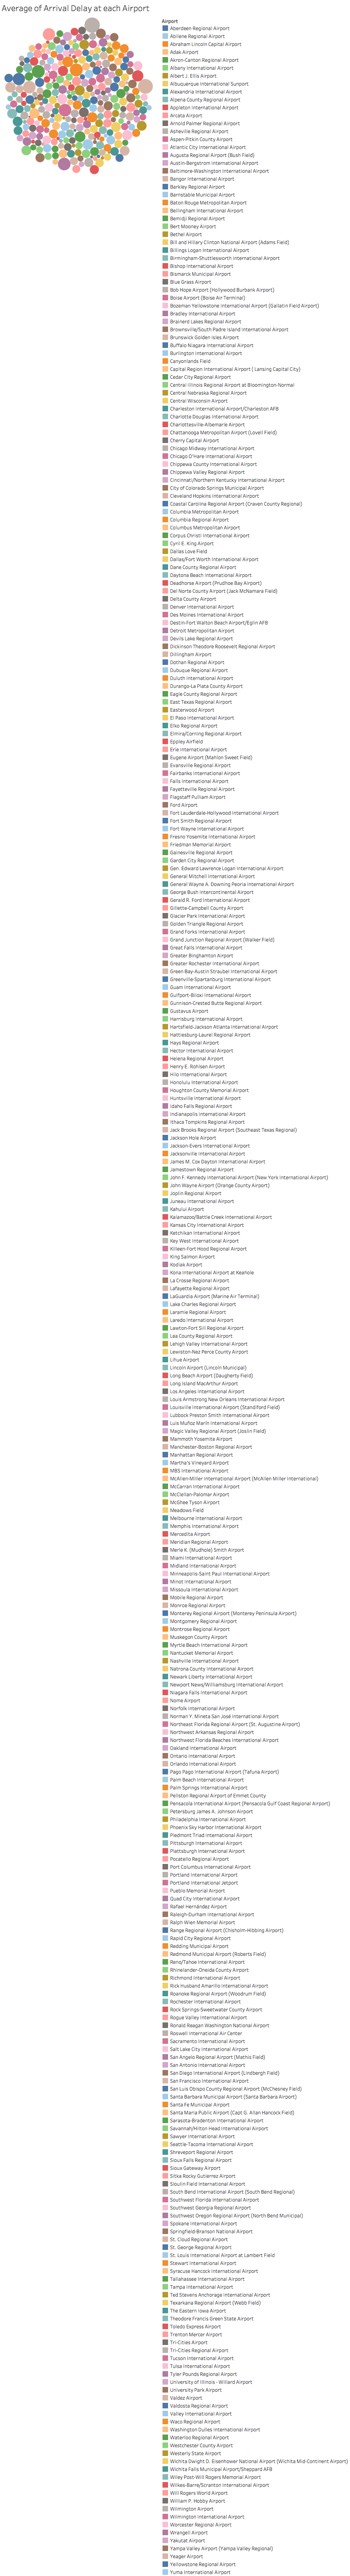 Average of Arrival Delay at each Airport
Airport
Aberdeen Regional Airport
Abilene Regional Airport
Abraham Lincoln Capital Airport
Adak Airport
Akron-Canton Regional Airport
Albany International Airport
Albert J. Ellis Airport
Albuquerque International Sunport
Alexandria International Airport
Alpena County Regional Airport
Appleton International Airport
Arcata Airport
Arnold Palmer Regional Airport
Asheville Regional Airport
Aspen-Pitkin County Airport
Atlantic City International Airport
Augusta Regional Airport (Bush Field)
Austin-Bergstrom International Airport
Baltimore-Washington International Airport
Bangor International Airport
Barkley Regional Airport
Barnstable Municipal Airport
Baton Rouge Metropolitan Airport
Bellingham International Airport
Bemidji Regional Airport
Bert Mooney Airport
Bethel Airport
Bill and Hillary Clinton National Airport (Adams Field)
Billings Logan International Airport
Birmingham-Shuttlesworth International Airport
Bishop International Airport
Bismarck Municipal Airport
Blue Grass Airport
Bob Hope Airport (Hollywood Burbank Airport)
Boise Airport (Boise Air Terminal)
Bozeman Yellowstone International Airport (Gallatin Field Airport)
Bradley International Airport
Brainerd Lakes Regional Airport
Brownsville/South Padre Island International Airport
Brunswick Golden Isles Airport
Buffalo Niagara International Airport
Burlington International Airport
Canyonlands Field
Capital Region International Airport ( Lansing Capital City)
Cedar City Regional Airport
Central Illinois Regional Airport at Bloomington-Normal
Central Nebraska Regional Airport
Central Wisconsin Airport
Charleston International Airport/Charleston AFB
Charlotte Douglas International Airport
Charlottesville-Albemarle Airport
Chattanooga Metropolitan Airport (Lovell Field)
Cherry Capital Airport
Chicago Midway International Airport
Chicago O'Hare International Airport
Chippewa County International Airport
Chippewa Valley Regional Airport
Cincinnati/Northern Kentucky International Airport
City of Colorado Springs Municipal Airport
Cleveland Hopkins International Airport
Coastal Carolina Regional Airport (Craven County Regional)
Columbia Metropolitan Airport
Columbia Regional Airport
Columbus Metropolitan Airport
Corpus Christi International Airport
Cyril E. King Airport
Dallas Love Field
Dallas/Fort Worth International Airport
Dane County Regional Airport
Daytona Beach International Airport
Deadhorse Airport (Prudhoe Bay Airport)
Del Norte County Airport (Jack McNamara Field)
Delta County Airport
Denver International Airport
Des Moines International Airport
Destin-Fort Walton Beach Airport/Eglin AFB
Detroit Metropolitan Airport
Devils Lake Regional Airport
Dickinson Theodore Roosevelt Regional Airport
Dillingham Airport
Dothan Regional Airport
Dubuque Regional Airport
Duluth International Airport
Durango-La Plata County Airport
Eagle County Regional Airport
East Texas Regional Airport
Easterwood Airport
El Paso International Airport
Elko Regional Airport
Elmira/Corning Regional Airport
Eppley Airfield
Erie International Airport
Eugene Airport (Mahlon Sweet Field)
Evansville Regional Airport
Fairbanks International Airport
Falls International Airport
Fayetteville Regional Airport
Flagstaff Pulliam Airport
Ford Airport
Fort Lauderdale-Hollywood International Airport
Fort Smith Regional Airport
Fort Wayne International Airport
Fresno Yosemite International Airport
Friedman Memorial Airport
Gainesville Regional Airport
Garden City Regional Airport
Gen. Edward Lawrence Logan International Airport
General Mitchell International Airport
General Wayne A. Downing Peoria International Airport
George Bush Intercontinental Airport
Gerald R. Ford International Airport
Gillette-Campbell County Airport
Glacier Park International Airport
Golden Triangle Regional Airport
Grand Forks International Airport
Grand Junction Regional Airport (Walker Field)
Great Falls International Airport
Greater Binghamton Airport
Greater Rochester International Airport
Green Bay-Austin Straubel International Airport
Greenville-Spartanburg International Airport
Guam International Airport
Gulfport-Biloxi International Airport
Gunnison-Crested Butte Regional Airport
Gustavus Airport
Harrisburg International Airport
Hartsfield-Jackson Atlanta International Airport
Hattiesburg-Laurel Regional Airport
Hays Regional Airport
Hector International Airport
Helena Regional Airport
Henry E. Rohlsen Airport
Hilo International Airport
Honolulu International Airport
Houghton County Memorial Airport
Huntsville International Airport
Idaho Falls Regional Airport
Indianapolis International Airport
Ithaca Tompkins Regional Airport
Jack Brooks Regional Airport (Southeast Texas Regional)
Jackson Hole Airport
Jackson-Evers International Airport
Jacksonville International Airport
James M. Cox Dayton International Airport
Jamestown Regional Airport
John F. Kennedy International Airport (New York International Airport)
John Wayne Airport (Orange County Airport)
Joplin Regional Airport
Juneau International Airport
Kahului Airport
Kalamazoo/Battle Creek International Airport
Kansas City International Airport
Ketchikan International Airport
Key West International Airport
Killeen-Fort Hood Regional Airport
King Salmon Airport
Kodiak Airport
Kona International Airport at Keahole
La Crosse Regional Airport
Lafayette Regional Airport
LaGuardia Airport (Marine Air Terminal)
Lake Charles Regional Airport
Laramie Regional Airport
Laredo International Airport
Lawton-Fort Sill Regional Airport
Lea County Regional Airport
Lehigh Valley International Airport
Lewiston-Nez Perce County Airport
Lihue Airport
Lincoln Airport (Lincoln Municipal)
Long Beach Airport (Daugherty Field)
Long Island MacArthur Airport
Los Angeles International Airport
Louis Armstrong New Orleans International Airport
Louisville International Airport (Standiford Field)
Lubbock Preston Smith International Airport
Luis Muñoz Marín International Airport
Magic Valley Regional Airport (Joslin Field)
Mammoth Yosemite Airport
Manchester-Boston Regional Airport
Manhattan Regional Airport
Martha's Vineyard Airport
MBS International Airport
McAllen-Miller International Airport (McAllen Miller International)
McCarran International Airport
McClellan-Palomar Airport
McGhee Tyson Airport
Meadows Field
Melbourne International Airport
Memphis International Airport
Mercedita Airport
Meridian Regional Airport
Merle K. (Mudhole) Smith Airport
Miami International Airport
Midland International Airport
Minneapolis-Saint Paul International Airport
Minot International Airport
Missoula International Airport
Mobile Regional Airport
Monroe Regional Airport
Monterey Regional Airport (Monterey Peninsula Airport)
Montgomery Regional Airport
Montrose Regional Airport
Muskegon County Airport
Myrtle Beach International Airport
Nantucket Memorial Airport
Nashville International Airport
Natrona County International Airport
Newark Liberty International Airport
Newport News/Williamsburg International Airport
Niagara Falls International Airport
Nome Airport
Norfolk International Airport
Norman Y. Mineta San José International Airport
Northeast Florida Regional Airport (St. Augustine Airport)
Northwest Arkansas Regional Airport
Northwest Florida Beaches International Airport
Oakland International Airport
Ontario International Airport
Orlando International Airport
Pago Pago International Airport (Tafuna Airport)
Palm Beach International Airport
Palm Springs International Airport
Pellston Regional Airport of Emmet County
Pensacola International Airport (Pensacola Gulf Coast Regional Airport)
Petersburg James A. Johnson Airport
Philadelphia International Airport
Phoenix Sky Harbor International Airport
Piedmont Triad International Airport
Pittsburgh International Airport
Plattsburgh International Airport
Pocatello Regional Airport
Port Columbus International Airport
Portland International Airport
Portland International Jetport
Pueblo Memorial Airport
Quad City International Airport
Rafael Hernández Airport
Raleigh-Durham International Airport
Ralph Wien Memorial Airport
Range Regional Airport (Chisholm-Hibbing Airport)
Rapid City Regional Airport
Redding Municipal Airport
Redmond Municipal Airport (Roberts Field)
Reno/Tahoe International Airport
Rhinelander-Oneida County Airport
Richmond International Airport
Rick Husband Amarillo International Airport
Roanoke Regional Airport (Woodrum Field)
Rochester International Airport
Rock Springs-Sweetwater County Airport
Rogue Valley International Airport
Ronald Reagan Washington National Airport
Roswell International Air Center
Sacramento International Airport
Salt Lake City International Airport
San Angelo Regional Airport (Mathis Field)
San Antonio International Airport
San Diego International Airport (Lindbergh Field)
San Francisco International Airport
San Luis Obispo County Regional Airport (McChesney Field)
Santa Barbara Municipal Airport (Santa Barbara Airport)
Santa Fe Municipal Airport
Santa Maria Public Airport (Capt G. Allan Hancock Field)
Sarasota-Bradenton International Airport
Savannah/Hilton Head International Airport
Sawyer International Airport
Seattle-Tacoma International Airport
Shreveport Regional Airport
Sioux Falls Regional Airport
Sioux Gateway Airport
Sitka Rocky Gutierrez Airport
Sloulin Field International Airport
South Bend International Airport (South Bend Regional)
Southwest Florida International Airport
Southwest Georgia Regional Airport
Southwest Oregon Regional Airport (North Bend Municipal)
Spokane International Airport
Springfield-Branson National Airport
St. Cloud Regional Airport
St. George Regional Airport
St. Louis International Airport at Lambert Field
Stewart International Airport
Syracuse Hancock International Airport
Tallahassee International Airport
Tampa International Airport
Ted Stevens Anchorage International Airport
Texarkana Regional Airport (Webb Field)
The Eastern Iowa Airport
Theodore Francis Green State Airport
Toledo Express Airport
Trenton Mercer Airport
Tri-Cities Airport
Tri-Cities Regional Airport
Tucson International Airport
Tulsa International Airport
Tyler Pounds Regional Airport
University of Illinois - Willard Airport
University Park Airport
Valdez Airport
Valdosta Regional Airport
Valley International Airport
Waco Regional Airport
Washington Dulles International Airport
Waterloo Regional Airport
Westchester County Airport
Westerly State Airport
Wichita Dwight D. Eisenhower National Airport (Wichita Mid-Continent Airport)
Wichita Falls Municipal Airport/Sheppard AFB
Wiley Post-Will Rogers Memorial Airport
Wilkes-Barre/Scranton International Airport
Will Rogers World Airport
William P. Hobby Airport
Wilmington Airport
Wilmington International Airport
Worcester Regional Airport
Wrangell Airport
Yakutat Airport
Yampa Valley Airport (Yampa Valley Regional)
Yeager Airport
Yellowstone Regional Airport
Yuma International Airport